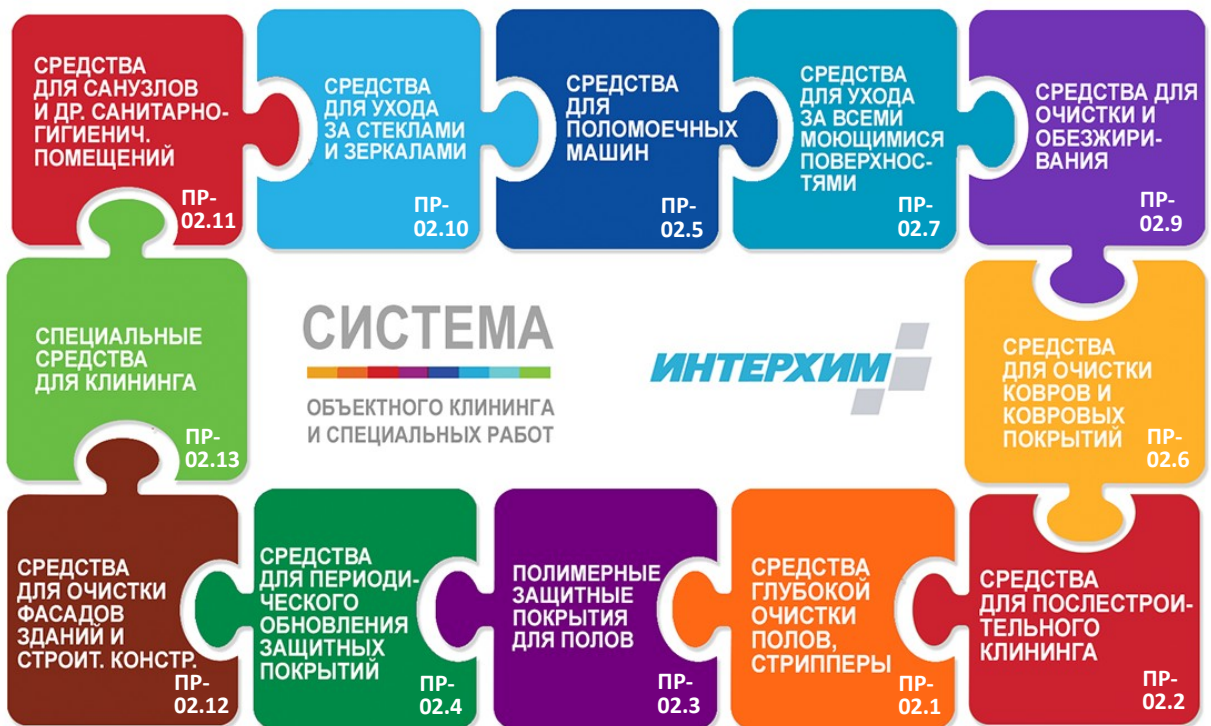 СРЕДСТВА
ДЛЯ САНУЗЛОВ
И ДР. САНИТАРНО-
ГИГИЕНИЧ.
ПОМЕЩЕНИЙ
ПР-
02.11
СРЕДСТВА
ДЛЯ УХОДА
ЗА СТЕКЛАМИ
И ЗЕРКАЛАМИ
ПР-
02.10
СРЕДСТВА
ДЛЯ
ПОЛОМОЕЧНЫХ
МАШИН
ПР-
02.5
СРЕДСТВА
ДЛЯ УХОДА
ЗА ВСЕМИ
МОЮЩИМИСЯ
ПОВЕРХНОС-
ТЯМИ
ПР-
02.7
СРЕДСТВА ДЛЯ
ОЧИСТКИ И
ОБЕЗЖИРИ-
ВАНИЯ
ПР-
02.9
СПЕЦИАЛЬНЫЕ
СРЕДСТВА
ДЛЯ КЛИНИНГА
ПР-
02.13
СИСТЕМА
ОБЪЕКТНОГО КЛИНИНГА
И СПЕЦИАЛЬНЫХ РАБОТ
ИНТЕРХИМ
СРЕДСТВА
ДЛЯ ОЧИСТКИ
КОВРОВ И
КОВРОВЫХ
ПОКРЫТИЙ
ПР-
02.6
СРЕДСТВА
ДЛЯ ОЧИСТКИ
ФАСАДОВ
ЗДАНИЙ И
СТРОИТ. КОНСТР.
ПР-
02.12
СРЕДСТВА
ДЛЯ ПЕРИОДИ-
ЧЕСКОГО
ОБНОВЛЕНИЯ
ЗАЩИТНЫХ
ПОКРЫТИЙ
ПР-
02.4
ПОЛИМЕРНЫЕ
ЗАЩИТНЫЕ
ПОКРЫТИЯ
ДЛЯ ПОЛОВ
ПР-
02.3
СРЕДСТВА
ГЛУБОКОЙ
ОЧИСТКИ
ПОЛОВ,
СТРИППЕРЫ
ПР-
02.1
СРЕДСТВА
ДЛЯ ПОСЛЕСТРОИ-
ТЕЛЬНОГО
КЛИНИНГА
ПР-
02.2